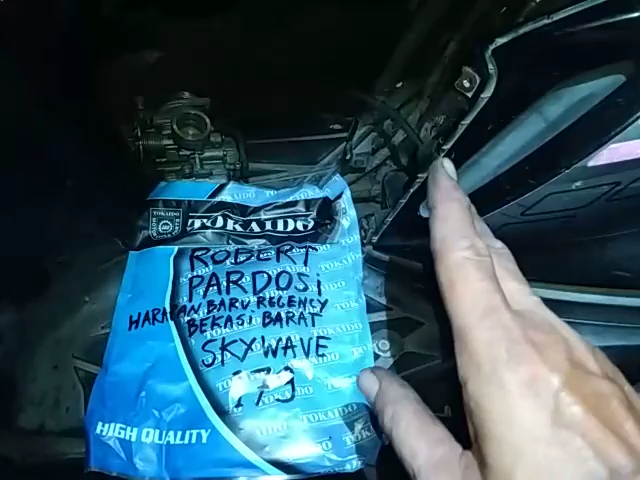 TOKAIDO
ROBERT
PARDOSi
HARAPAN BARU REGENCY
BEKASi BARAT
SKYWAVE
HIGH QUALITY